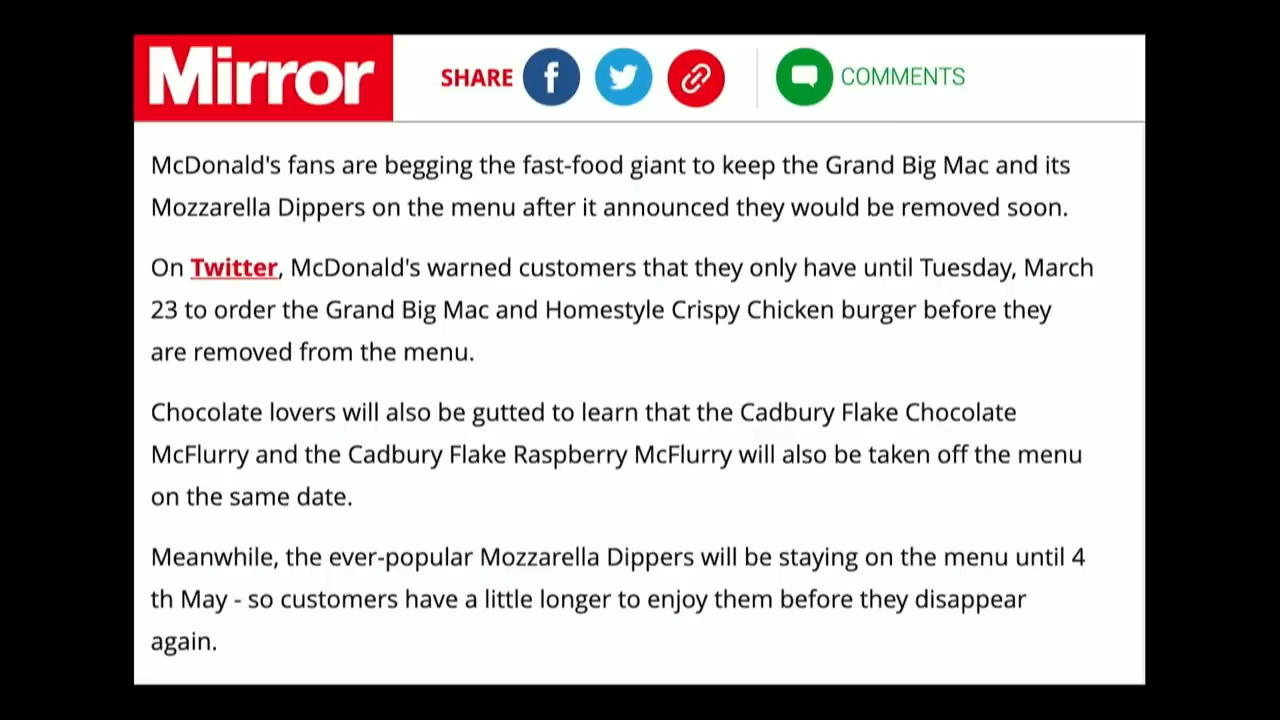 Mirror
SHARE
COMMENTS
McDonald's fans are begging the fast-food giant to keep the Grand Big Mac and its
Mozzarella Dippers on the menu after it announced they would be removed soon.
On Twitter, McDonald's warned customers that they only have until Tuesday, March
23 to order the Grand Big Mac and Homestyle Crispy Chicken burger before they
are removed from the menu.
Chocolate lovers will also be gutted to learn that the Cadbury Flake Chocolate
McFlurry and the Cadbury Flake Raspberry McFlurry will also be taken off the menu
on the same date.
Meanwhile, the ever-popular Mozzarella Dippers will be staying on the menu until 4
th May - so customers have a little longer to enjoy them before they disappear
again.